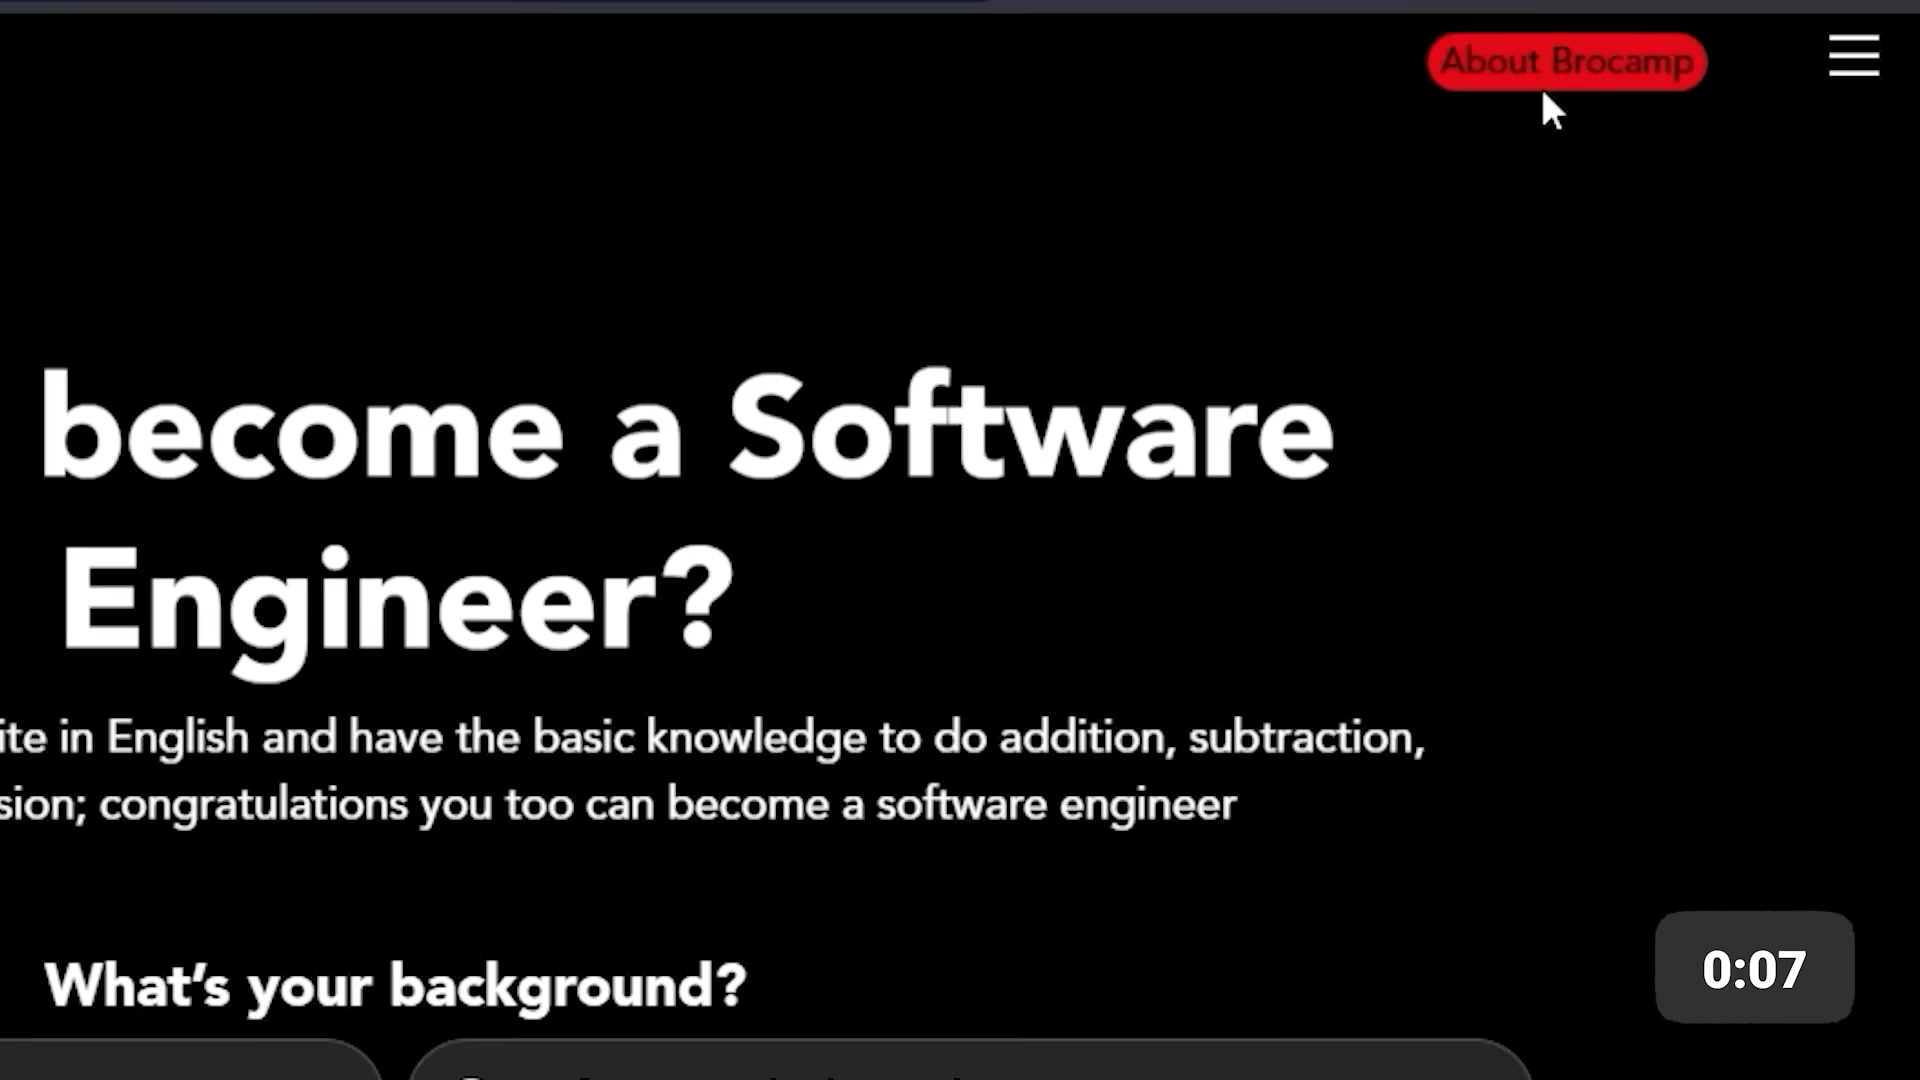 About Brocamp
become a Software
Engineer?
ite in English and have the basic knowledge to do addition, subtraction,
sion; congratulations you too can become a software engineer
What's your background?
0:07